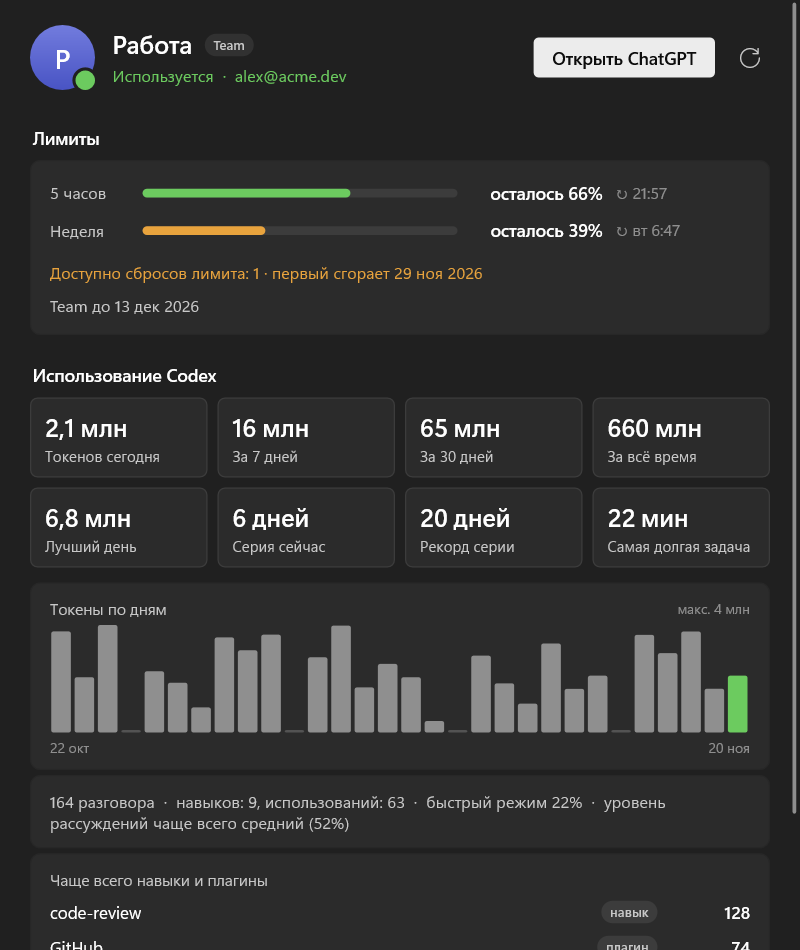 P
Работа Team
Используется · alex@acme.dev
Открыть ChatGPT
Лимиты
5 часов осталось 66% ↻ 21:57
Неделя осталось 39% ↻ вт 6:47
Доступно сбросов лимита: 1 · первый сгорает 29 ноя 2026
Team до 13 дек 2026
Использование Codex
2,1 млн
Токенов сегодня
16 млн
За 7 дней
65 млн
За 30 дней
660 млн
За всё время
6,8 млн
Лучший день
6 дней
Серия сейчас
20 дней
Рекорд серии
22 мин
Самая долгая задача
Токены по дням макс. 4 млн
22 окт 20 ноя
164 разговора · навыков: 9, использований: 63 · быстрый режим 22% · уровень
рассуждений чаще всего средний (52%)
Чаще всего навыки и плагины
code-review навык 128
GitHub плагин 74